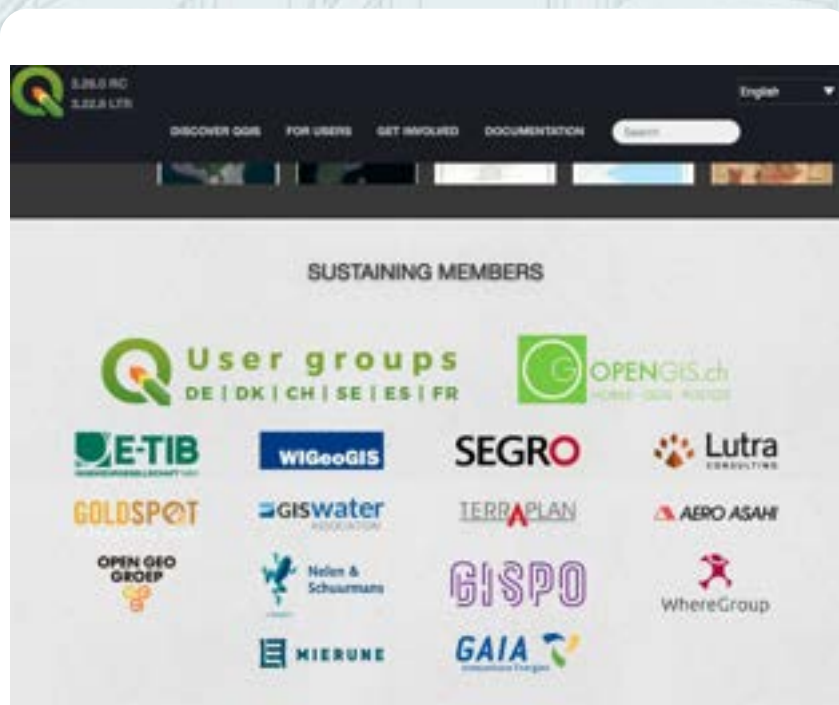 3.26.0 RC
3.22.8 LTR
English
DISCOVER QGIS FOR USERS GET INVOLVED DOCUMENTATION Search
SUSTAINING MEMBERS
User groups
DE | DK | CH | SE | ES | FR
OPENGIS.ch
E-TIB
WIGeoGIS
SEGRO
Lutra
CONSULTING
GOLDSPOT
GISwater
ASSOCIATION
TERRAPLAN
AERO ASAHI
OPEN GEO
GROEP
Nelen &
Schuurmans
GISPO
WhereGroup
MIERUNE
GAIA